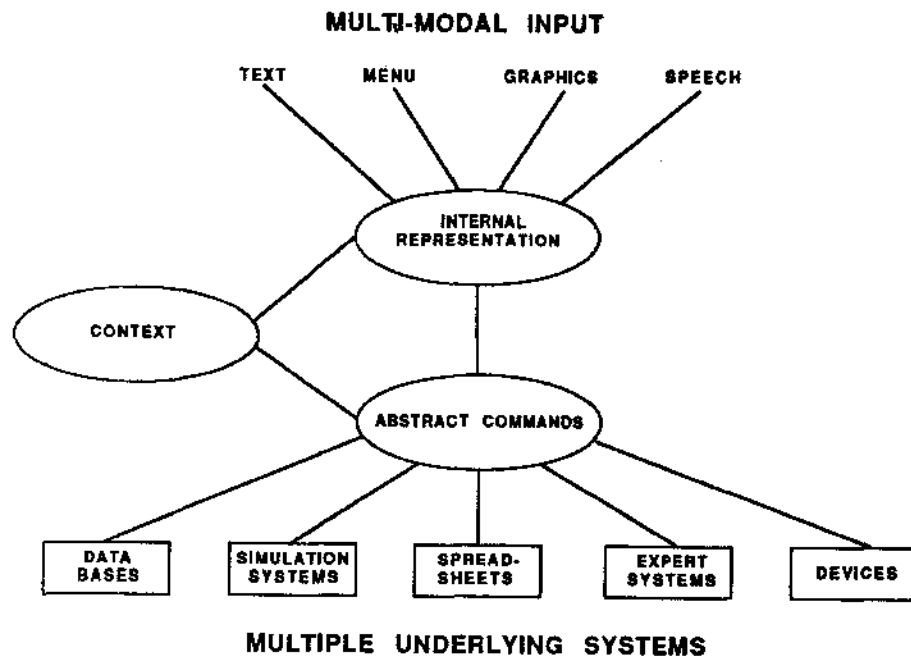 MULTI-MODAL INPUT
TEXT MENU GRAPHICS SPEECH
INTERNAL
REPRESENTATION
CONTEXT
ABSTRACT COMMANDS
DATA
BASES
SIMULATION
SYSTEMS
SPREAD-
SHEETS
EXPERT
SYSTEMS
DEVICES
MULTIPLE UNDERLYING SYSTEMS